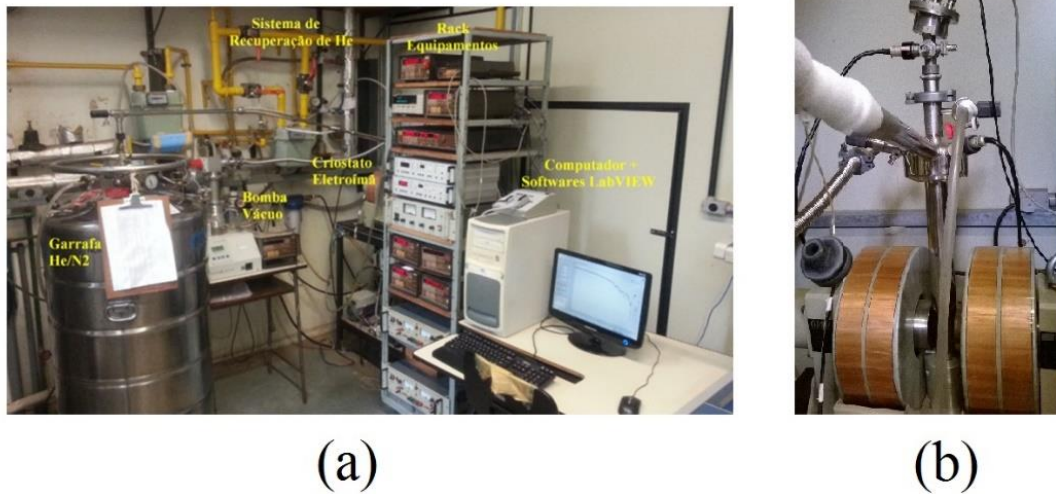 Sistema de
Recuperação de He
Rack
Equipamentos
Criostato
Eletroímã
Computador +
Softwares LabVIEW
Bomba
Vácuo
Garrafa
He/N2
(a)
(b)